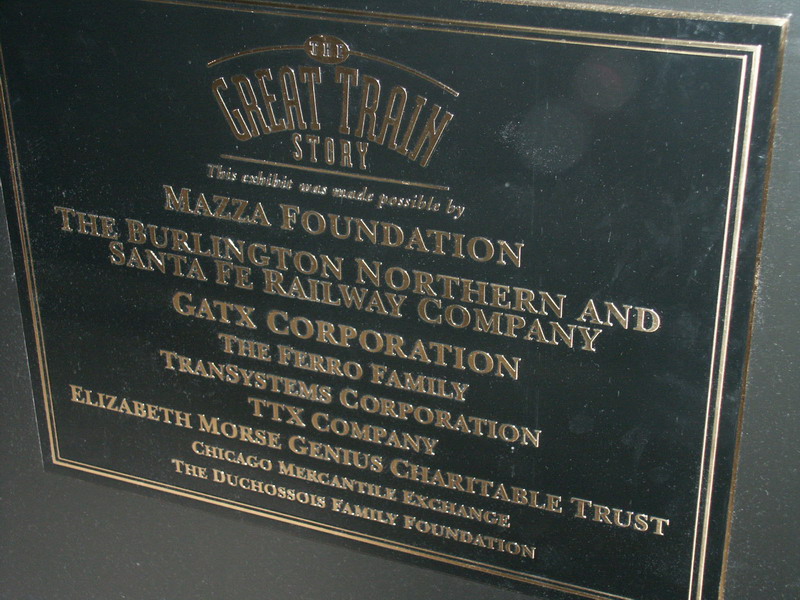 THE
GREAT TRAIN
STORY
This exhibit was made possible by
MAZZA FOUNDATION
THE BURLINGTON NORTHERN AND
SANTA FE RAILWAY COMPANY
GATX CORPORATION
THE FERRO FAMILY
TRANSYSTEMS CORPORATION
TTX COMPANY
ELIZABETH MORSE GENIUS CHARITABLE TRUST
CHICAGO MERCANTILE EXCHANGE
THE DUCHOSSOIS FAMILY FOUNDATION